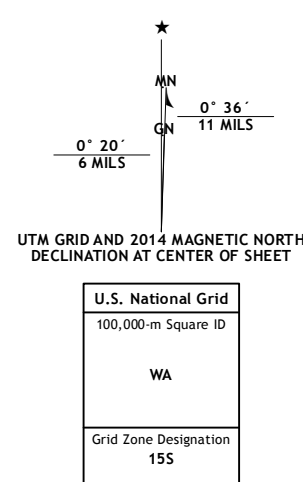 ★
MN
0° 36´
11 MILS
GN
0° 20´
6 MILS
UTM GRID AND 2014 MAGNETIC NORTH
DECLINATION AT CENTER OF SHEET
U.S. National Grid
100,000-m Square ID
WA
Grid Zone Designation
15S